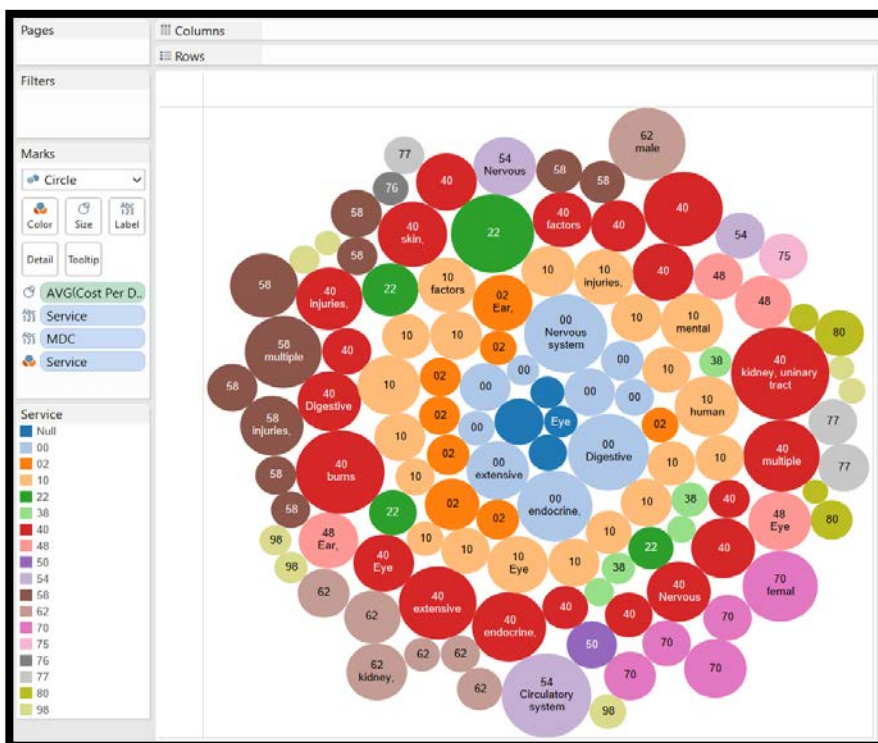 Pages
Columns
Rows
Filters
Marks
Circle
Color
Size
Abc
123
Label
Detail
Tooltip
AVG(Cost Per D..
Service
MDC
Service
Service
Null
00
02
10
22
38
40
48
50
54
58
62
70
75
76
77
80
98
62
male
77
54
Nervous
58
58
76
40
40
58
40
skin,
22
40
factors
40
54
75
58
58
40
injuries,
22
10
factors
10
10
injuries,
40
48
48
02
Ear,
00
Nervous
system
10
10
mental
80
58
multiple
40
10
10
02
00
38
40
kidney, uninary
tract
58
40
Digestive
10
02
00
00
00
00
10
10
human
58
injuries,
02
00
Eye
02
77
10
02
00
extensive
00
Digestive
10
10
40
multiple
77
58
40
burns
10
58
22
02
02
00
endocrine,
10
38
40
48
Eye
80
98
48
Ear,
10
10
10
22
40
98
40
Eye
10
Eye
10
38
70
femal
62
62
40
extensive
40
endocrine,
40
40
40
Nervous
70
62
kidney,
62
62
62
50
70
70
70
54
Circulatory
system
98